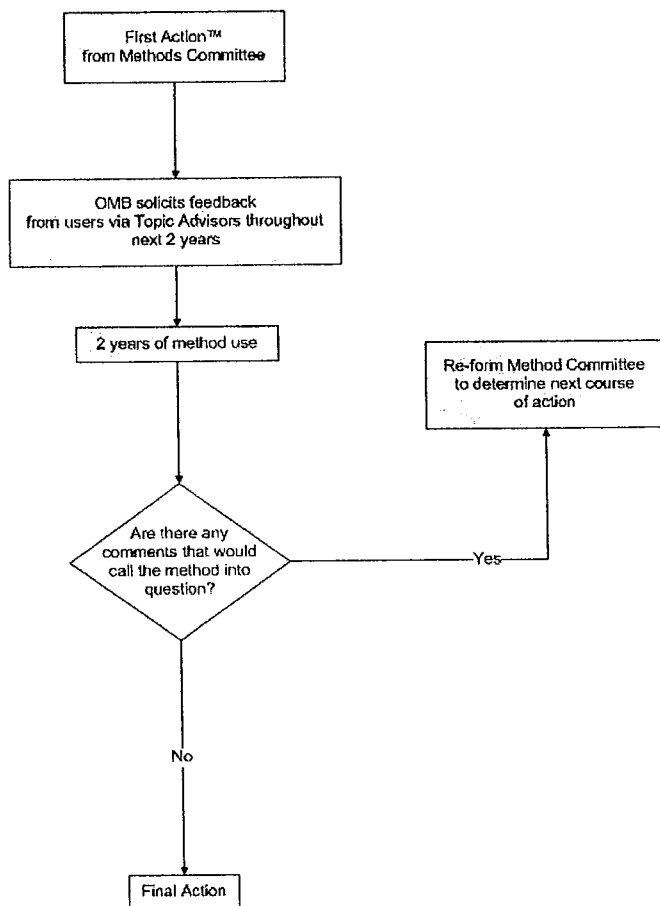 First Action™
from Methods Committee
OMB solicits feedback
from users via Topic Advisors throughout
next 2 years
2 years of method use
Re-form Method Committee
to determine next course
of action
Are there any
comments that would
call the method into
question?
Yes
No
Final Action